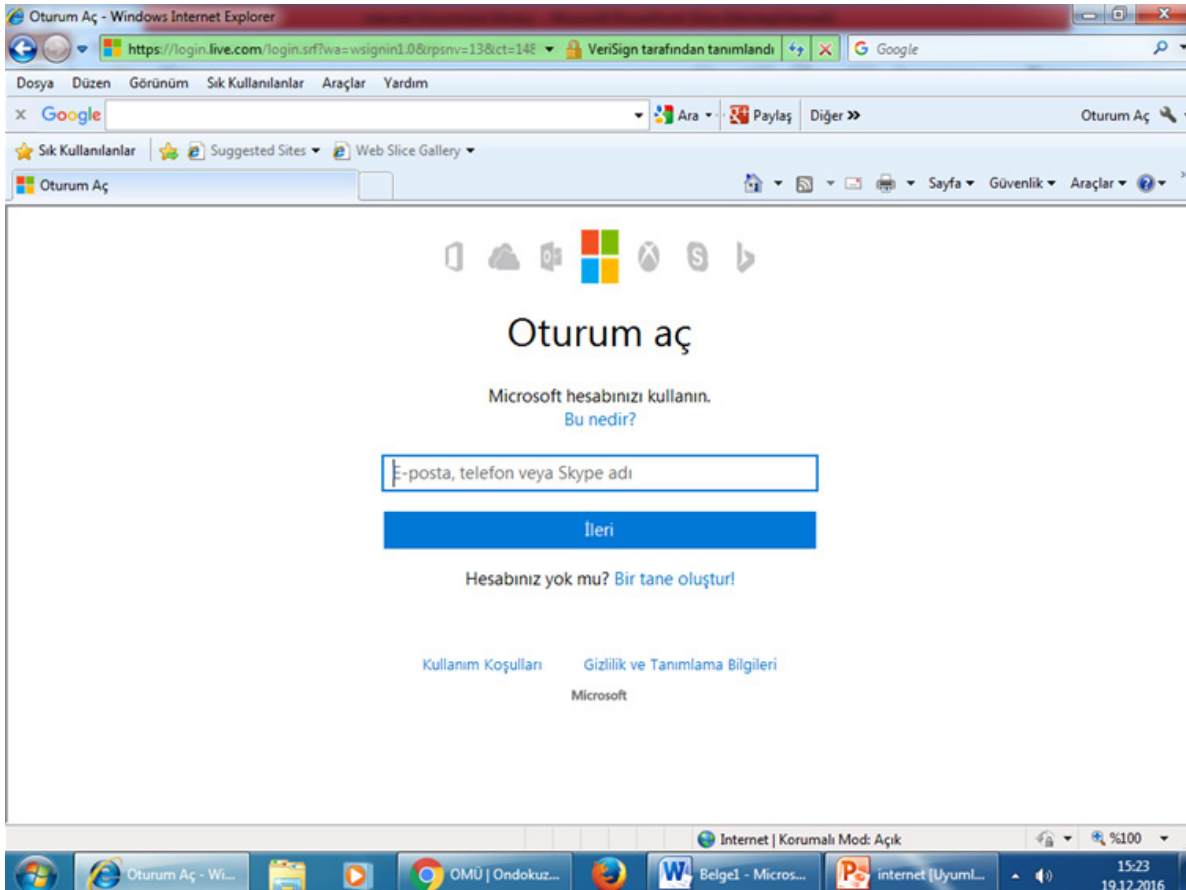 Oturum Aç - Windows Internet Explorer
https://login.live.com/login.srf?wa=wsignin1.0&rpsnv=13&ct=148 VeriSign tarafından tanımlandı Google
Dosya Düzen Görünüm Sık Kullanılanlar Araçlar Yardım
x Google Ara Paylaş Diğer >> Oturum Aç
Sık Kullanılanlar Suggested Sites Web Slice Gallery
Oturum Aç Sayfa Güvenlik Araçlar
Oturum aç
Microsoft hesabınızı kullanın.
Bu nedir?
E-posta, telefon veya Skype adı
İleri
Hesabınız yok mu? Bir tane oluştur!
Kullanım Koşulları Gizlilik ve Tanımlama Bilgileri
Microsoft
Internet | Korumalı Mod: Açık %100
Oturum Aç - Wi... OMÜ | Ondokuz... Belge1 - Micros... internet [Uyuml... 15:23
19.12.2016